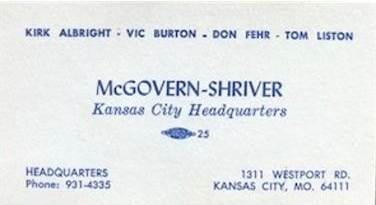 KIRK ALBRIGHT - VIC BURTON - DON FEHR - TOM LISTON
McGOVERN-SHRIVER
Kansas City Headquarters
25
HEADQUARTERS
Phone: 931-4335
1311 WESTPORT RD.
KANSAS CITY, MO. 64111